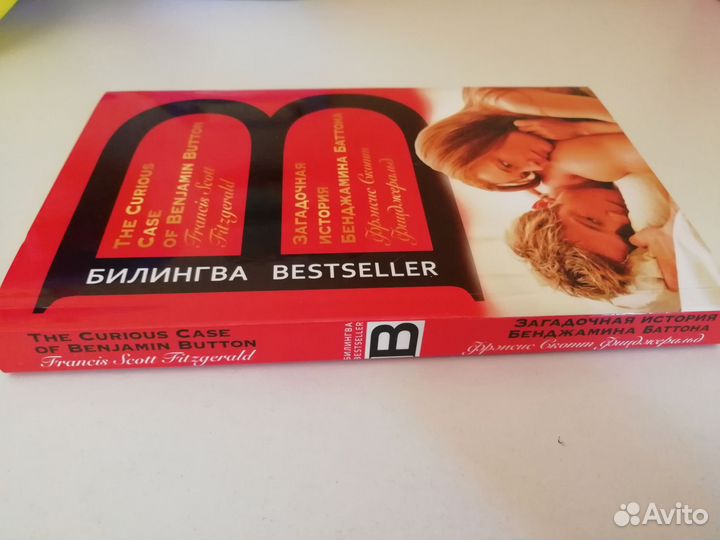 THE CURIOUS
CASE
OF BENJAMIN BUTTON
Francis Scott
Fitzgerald
ЗАГАДОЧНАЯ
ИСТОРИЯ
БЕНДЖАМИНА БАТТОНА
Фрэнсис Скотт
Фицджеральд
БИЛИНГВА BESTSELLER
THE CURIOUS CASE
OF BENJAMIN BUTTON
Francis Scott Fitzgerald
БИЛИНГВА
BESTSELLER
B
ЗАГАДОЧНАЯ ИСТОРИЯ
БЕНДЖАМИНА БАТТОНА
Фрэнсис Скотт Фицджеральд
Avito